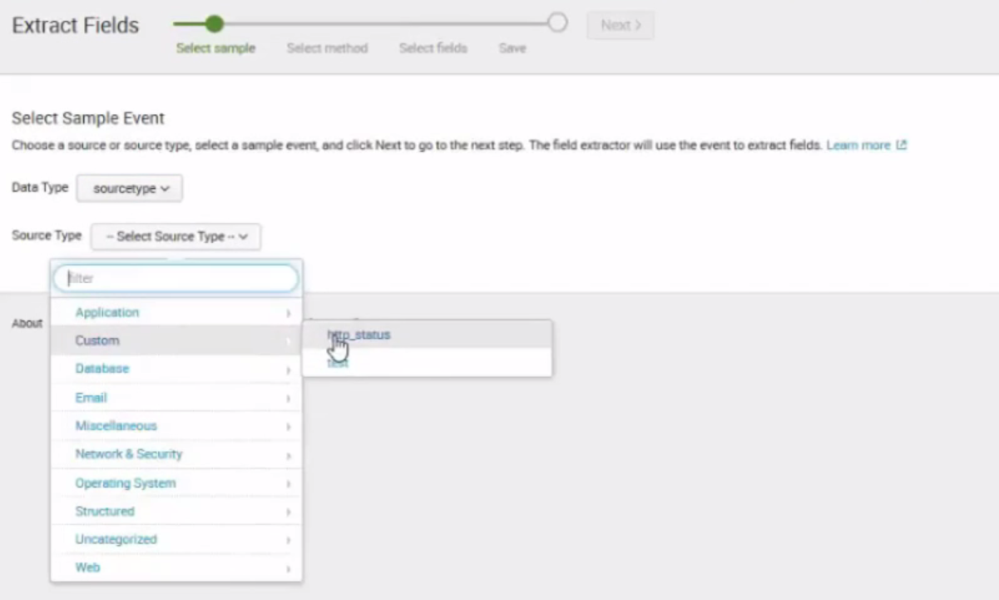 Extract Fields
Next >
Select sample
Select method
Select fields
Save
Select Sample Event
Choose a source or source type, select a sample event, and click Next to go to the next step. The field extractor will use the event to extract fields. Learn more
Data Type
sourcetype
Source Type
-- Select Source Type --
filter
Application
About
http_status
Custom
test
Database
Email
Miscellaneous
Network & Security
Operating System
Structured
Uncategorized
Web